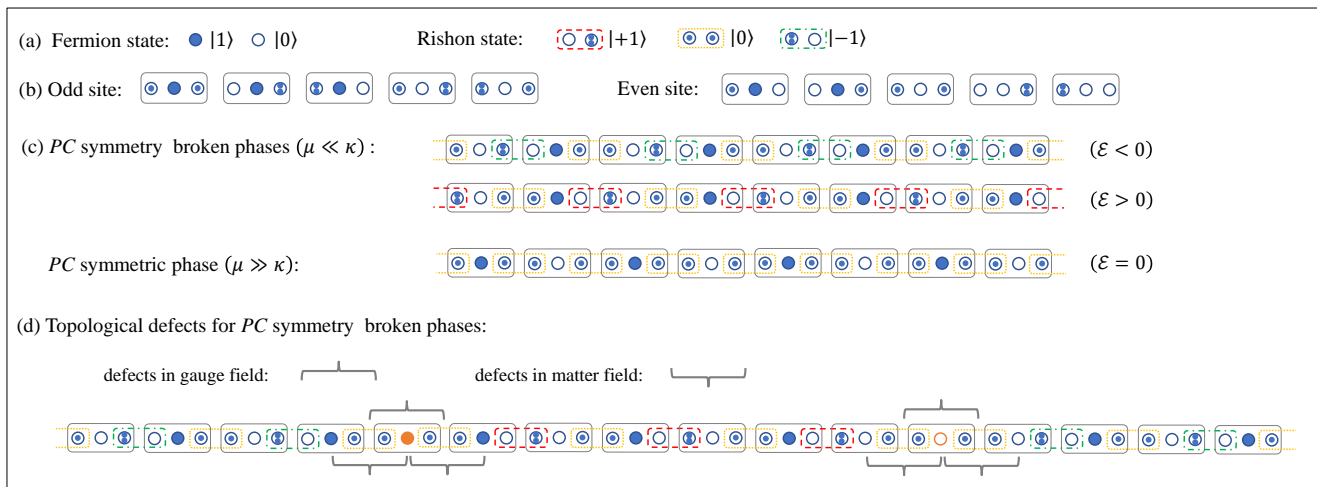 (a) Fermion state: |1⟩ |0⟩ Rishon state: |+1⟩ |0⟩ |−1⟩
(b) Odd site: Even site:
(c) PC symmetry broken phases (μ ≪ κ) : (ℰ < 0)
(ℰ > 0)
PC symmetric phase (μ ≫ κ): (ℰ = 0)
(d) Topological defects for PC symmetry broken phases:
defects in gauge field: defects in matter field: